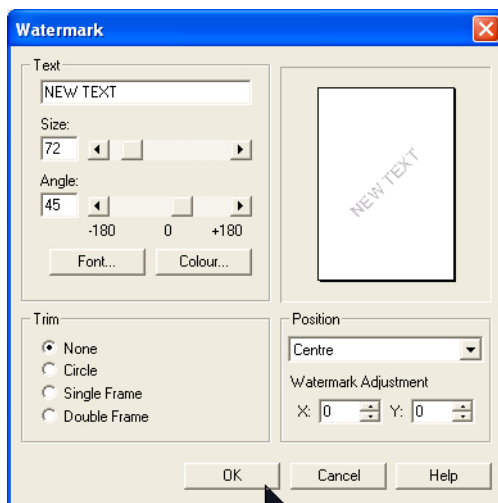 Watermark
Text
NEW TEXT
Size:
72
Angle:
45
-180 0 +180
Font... Colour...
NEW TEXT
Trim
None
Circle
Single Frame
Double Frame
Position
Centre
Watermark Adjustment
X: 0 Y: 0
OK Cancel Help